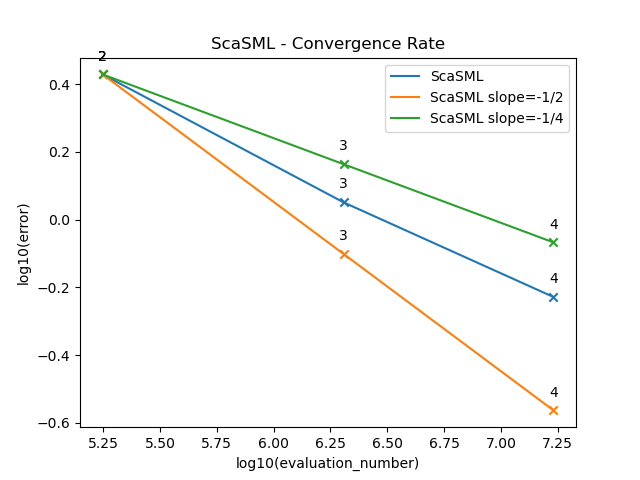 ScaSML - Convergence Rate
2
ScaSML
ScaSML slope=-1/2
ScaSML slope=-1/4
3
3
3
4
4
4
0.4
0.2
0.0
−0.2
−0.4
−0.6
log10(error)
5.25 5.50 5.75 6.00 6.25 6.50 6.75 7.00 7.25
log10(evaluation_number)